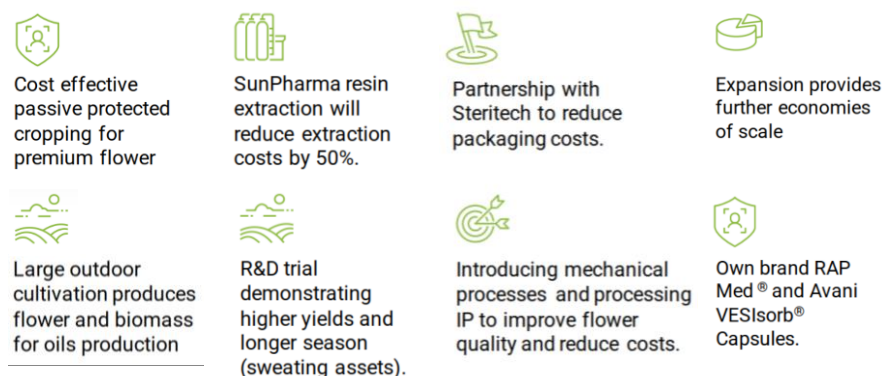 Cost effective
passive protected
cropping for
premium flower
SunPharma resin
extraction will
reduce extraction
costs by 50%.
Partnership with
Steritech to reduce
packaging costs.
Expansion provides
further economies
of scale
Large outdoor
cultivation produces
flower and biomass
for oils production
R&D trial
demonstrating
higher yields and
longer season
(sweating assets).
Introducing mechanical
processes and processing
IP to improve flower
quality and reduce costs.
Own brand RAP
Med ® and Avani
VESIsorb®
Capsules.